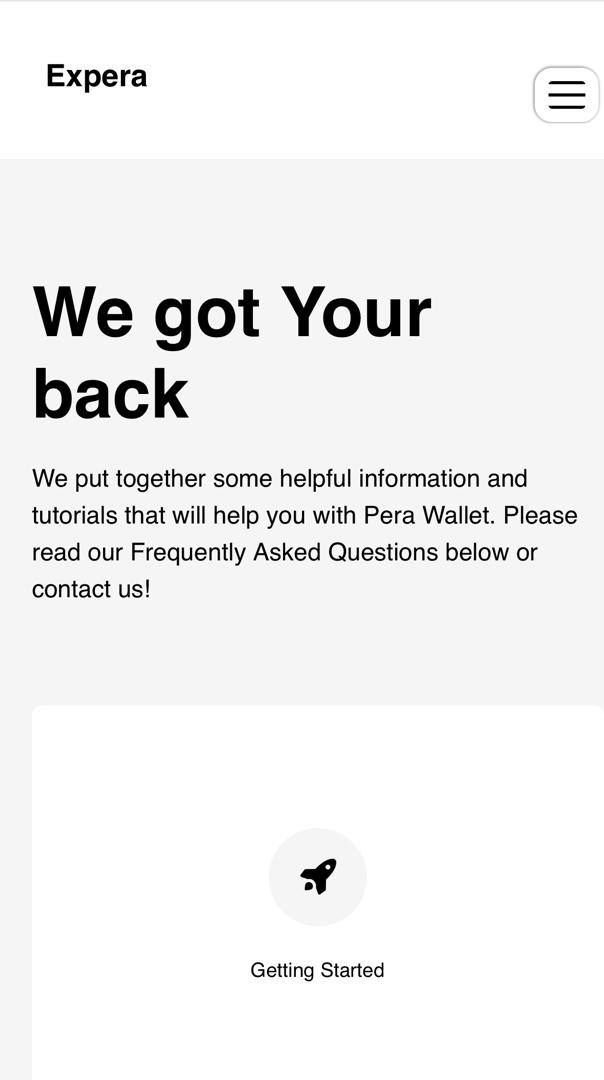 Expera
We got Your
back
We put together some helpful information and
tutorials that will help you with Pera Wallet. Please
read our Frequently Asked Questions below or
contact us!
Getting Started